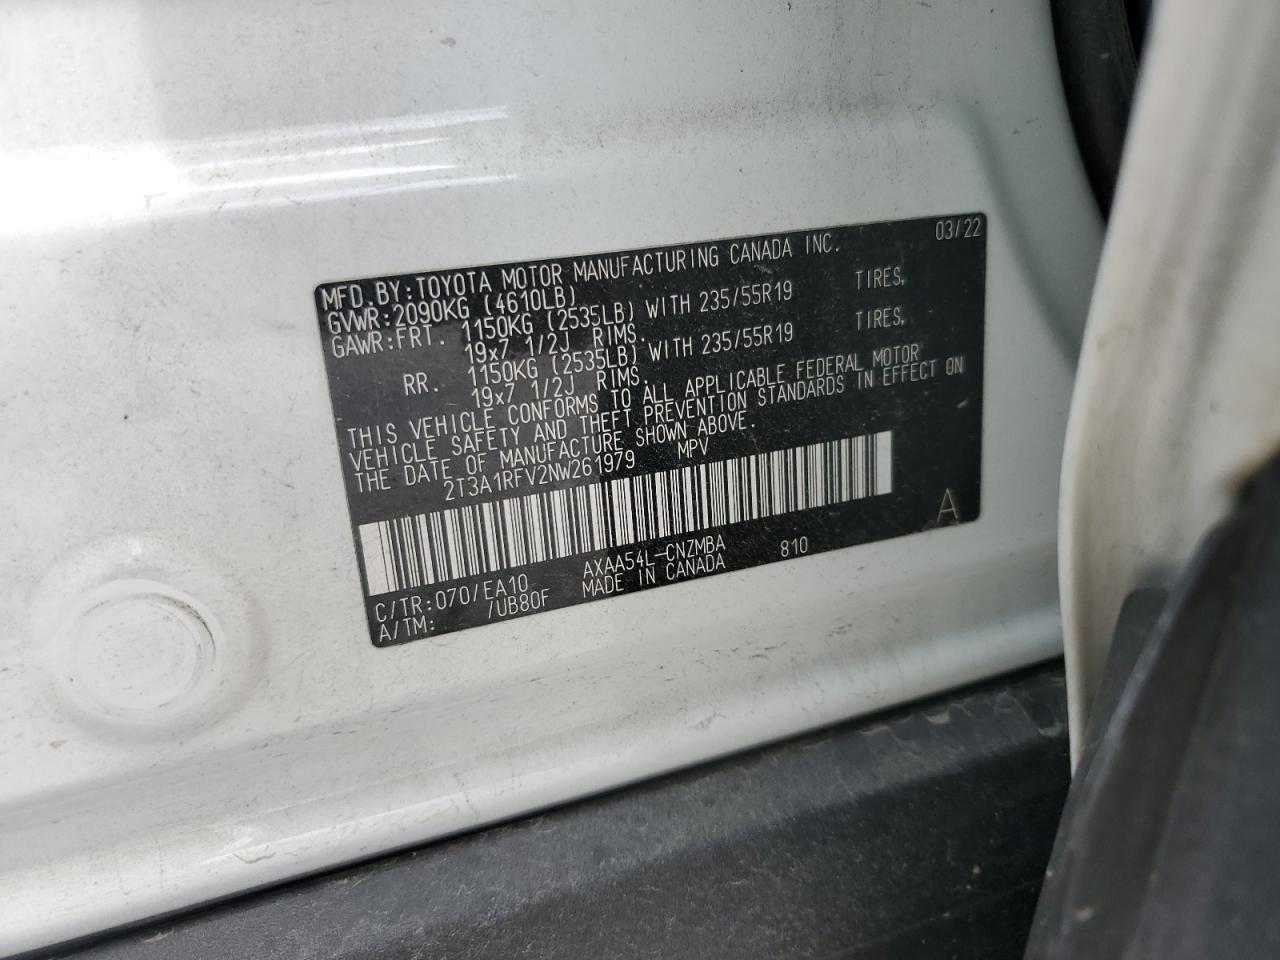 MFD.BY:TOYOTA MOTOR MANUFACTURING CANADA INC. 03/22
GVWR:2090KG (4610LB)
GAWR:FRT. 1150KG (2535LB) WITH 235/55R19 TIRES,
19x7 1/2J RIMS.
RR. 1150KG (2535LB) WITH 235/55R19 TIRES,
19x7 1/2J RIMS.
THIS VEHICLE CONFORMS TO ALL APPLICABLE FEDERAL MOTOR
VEHICLE SAFETY AND THEFT PREVENTION STANDARDS IN EFFECT ON
THE DATE OF MANUFACTURE SHOWN ABOVE.
2T3A1RFV2NW261979 MPV
A
C/TR:070/EA10 AXAA54L-CNZMBA 810
A/TM: /UB80F MADE IN CANADA